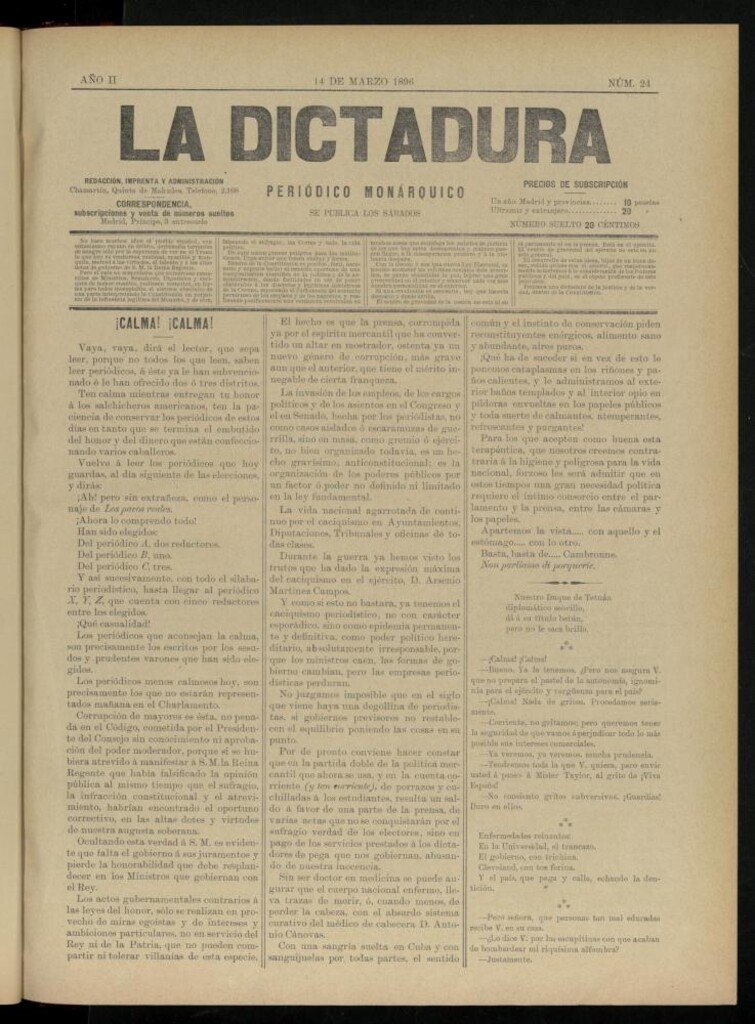 AÑO II
14 DE MARZO 1896
NÚM. 24
LA DICTADURA
REDACCIÓN, IMPRENTA Y ADMINISTRACIÓN
Chamartín, Quinta de Mahudes. Teléfono, 2.198
CORRESPONDENCIA,
subscripciones y venta de números sueltos
Madrid, Príncipe, 3 entresuelo
PERIÓDICO MONÁRQUICO
SE PUBLICA LOS SÁBADOS
PRECIOS DE SUBSCRIPCIÓN
Un año Madrid y provincias....... 10 pesetas
Ultramar y extranjero............. 20 »
NÚMERO SUELTO 20 CÉNTIMOS
¡CALMA! ¡CALMA!
Vaya, vaya, dirá el lector, que sepa
leer, porque no todos los que leen, saben
leer periódicos, á éste ya le han subvencio-
nado ó le han ofrecido dos ó tres distritos.
Ten calma mientras entregan tu honor
á los salchicheros americanos, ten la pa-
ciencia de conservar los periódicos de estos
días en tanto que se termina el embutido
del honor y del dinero que están confeccio-
nando varios caballeros.
Vuelve á leer los periódicos que hoy
guardas, al día siguiente de las elecciones,
y dirás:
¡Ah! pero sin extrañeza, como el perso-
naje de Los pavos reales.
¡Ahora lo comprendo todo!
Han sido elegidos:
Del periódico A, dos redactores.
Del periódico B, uno.
Del periódico C, tres.
Y así sucesivamente, con todo el silaba-
rio periodístico, hasta llegar al periódico
X, Y, Z, que cuenta con cinco redactores
entre los elegidos.
¡Qué casualidad!
Los periódicos que aconsejan la calma,
son precisamente los escritos por los sesu-
dos y prudentes varones que han sido ele-
gidos.
Los periódicos menos calmosos hoy, son
precisamente los que no estarán represen-
tados mañana en el Charlamento.
Corrupción de mayores es ésta, no pena-
da en el Código, cometida por el Presiden-
te del Consejo sin conocimiento ni aproba-
ción del poder moderador, porque si se hu-
biera atrevido á manifestar á S. M. la Reina
Regente que había falsificado la opinión
pública al mismo tiempo que el sufragio,
la infracción constitucional y el atrevi-
miento, habrían encontrado el oportuno
correctivo, en las altas dotes y virtudes
de nuestra augusta soberana.
Ocultando esta verdad á S. M. es eviden-
te que falta el gobierno á sus juramentos y
pierde la honorabilidad que debe resplan-
decer en los Ministros que gobiernan con
el Rey.
Los actos gubernamentales contrarios á
las leyes del honor, sólo se realizan en pro-
vecho de miras egoístas y de intereses y
ambiciones particulares, no en servicio del
Rey ni de la Patria, que no pueden com-
partir ni tolerar villanías de esta especie.
El hecho es que la prensa, corrompida
ya por el espíritu mercantil que ha conver-
tido un altar en mostrador, ostenta ya un
nuevo género de corrupción, más grave
aun que el anterior, que tiene el mérito in-
negable de cierta franqueza.
La invasión de los empleos, de los cargos
políticos y de los asientos en el Congreso y
en el Senado, hecha por los periodistas, no
como casos aislados ó escaramuzas de gue-
rrilla, sinó en masa, como gremio ó ejérci-
to, no bien organizado todavía, es un he-
cho gravísimo, anticonstitucional: es la
organización de los poderes públicos por
un factor ó poder no definido ni limitado
en la ley fundamental.
La vida nacional agarrotada de conti-
nuo por el caciquismo en Ayuntamientos,
Diputaciones, Tribunales y oficinas de to-
das clases.
Durante la guerra ya hemos visto los
frutos que ha dado la expresión máxima
del caciquismo en el ejército, D. Arsenio
Martínez Campos.
Y como si esto no bastara, ya tenemos el
caciquismo periodístico, no con carácter
esporádico, sino como epidemia permanen-
te y definitiva, como poder político here-
ditario, absolutamente irresponsable, por-
que los ministros caen, las formas de go-
bierno cambian, pero las empresas perio-
dísticas perduran.
No juzgamos imposible que en el siglo
que viene haya una degollina de periodis-
tas, si gobiernos previsores no restable-
cen el equilibrio poniendo las cosas en su
punto.
Por de pronto conviene hacer constar
que en la partida doble de la política mer-
cantil que ahora se usa, y en la cuenta co-
rriente (y tan corriente), de porrazos y cu-
chilladas á los estudiantes, resulta un sal-
do á favor de una parte de la prensa, de
varias actas que no se conquistarán por el
sufragio verdad de los electores, sino en
pago de los servicios prestados á los dicta-
dores de pega que nos gobiernan, abusan-
do de nuestra inocencia.
Sin ser doctor en medicina se puede au-
gurar que el cuerpo nacional enfermo, lle-
va trazas de morir, ó, cuando menos, de
perder la cabeza, con el absurdo sistema
curativo del médico de cabecera D. Anto-
nio Cánovas.
Con una sangría suelta en Cuba y con
sanguijuelas por todas partes, el sentido
común y el instinto de conservación piden
reconstituyentes enérgicos, alimento sano
y abundante, aires puros.
¡Qué ha de suceder si en vez de esto le
ponemos cataplasmas en los riñones y pa-
ños calientes, y le administramos al exte-
rior baños templados y al interior opio en
píldoras envueltas en los papeles públicos
y toda suerte de calmantes, atemperantes,
refrescantes y purgantes!
Para los que acepten como buena esta
terapéutica, que nosotros creemos contra-
traria á la higiene y peligrosa para la vida
nacional, forzoso les será admitir que en
estos tiempos una gran necesidad política
requiere el íntimo consorcio entre el par-
lamento y la prensa, entre las cámaras y
los papeles.
Apartemos la vista.... con aquello y el
estómago.... con lo otro.
Basta, basta de.... Cambronne.
Non parlésimo di porquerie.
Nuestro Duque de Tetuán
diplomático sencillo,
dá á su título betún,
pero no le saca brillo.
—¡Calma! ¡Calma!
—Bueno. Ya la tenemos. ¿Pero nos asegura V.
que no prepara el pastel de la autonomía, ignomi-
nia para el ejército y vergüenza para el país?
—¡Calma! Nada de gritos. Procedamos seria-
mente.
—Corriente, no gritamos; pero queremos tener
la seguridad de que vamos á perjudicar todo lo más
posible sus intereses comerciales.
—Ya veremos, ya veremos, mucha prudencia.
—Tendremos toda la que V. quiera, pero envíe
usted á paseo á Míster Taylor, al grito de ¡Viva
España!
—No consiento gritos subversivos. ¡Guardias!
Duro en ellos.
Enfermedades reinantes.
En la Universidad, el trancazo.
El gobierno, con trichina.
Cleveland, con tos ferina.
Y el país, que paga y calla, echando la den-
tición.
—Pero señora, que personas tan mal educadas
recibe V. en su casa.
—¿Lo dice V. por los escupitinas con que acaban
de bombardear mi riquísima alfombra?
—Justamente.